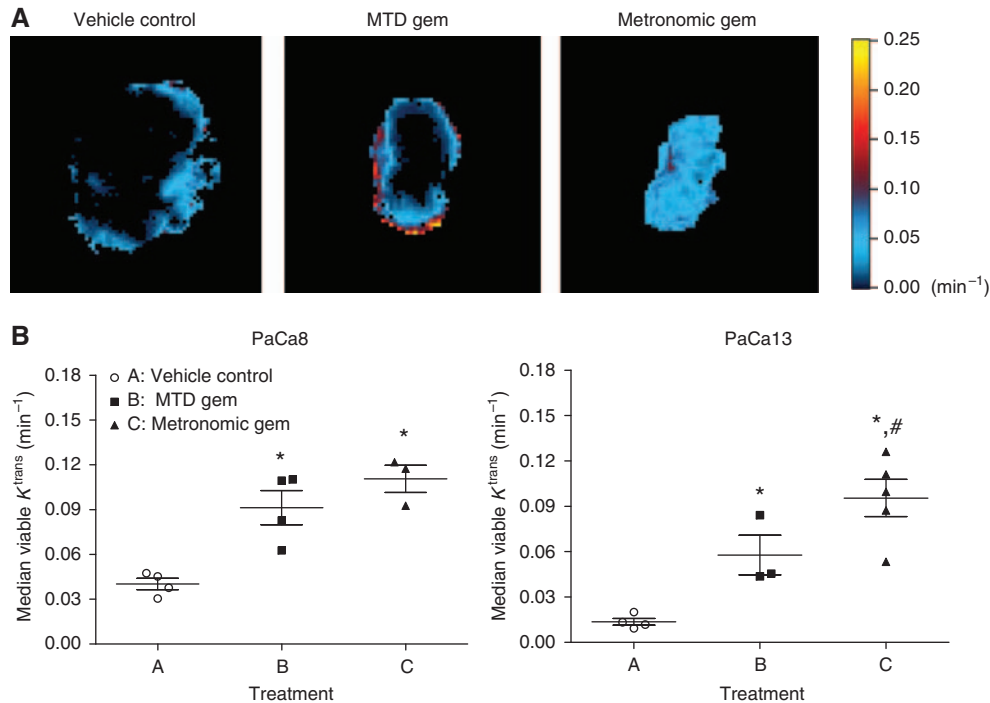 A
Vehicle control
MTD gem
Metronomic gem
0.25
0.20
0.15
0.10
0.05
0.00 (min⁻¹)
B
PaCa8
Median viable Kᵗʳᵃⁿˢ (min⁻¹)
0.18
0.15
0.12
0.09
0.06
0.03
0.00
A: Vehicle control
B: MTD gem
C: Metronomic gem
*
*
A
B
C
Treatment
PaCa13
Median viable Kᵗʳᵃⁿˢ (min⁻¹)
0.18
0.15
0.12
0.09
0.06
0.03
0.00
*
*,#
A
B
C
Treatment